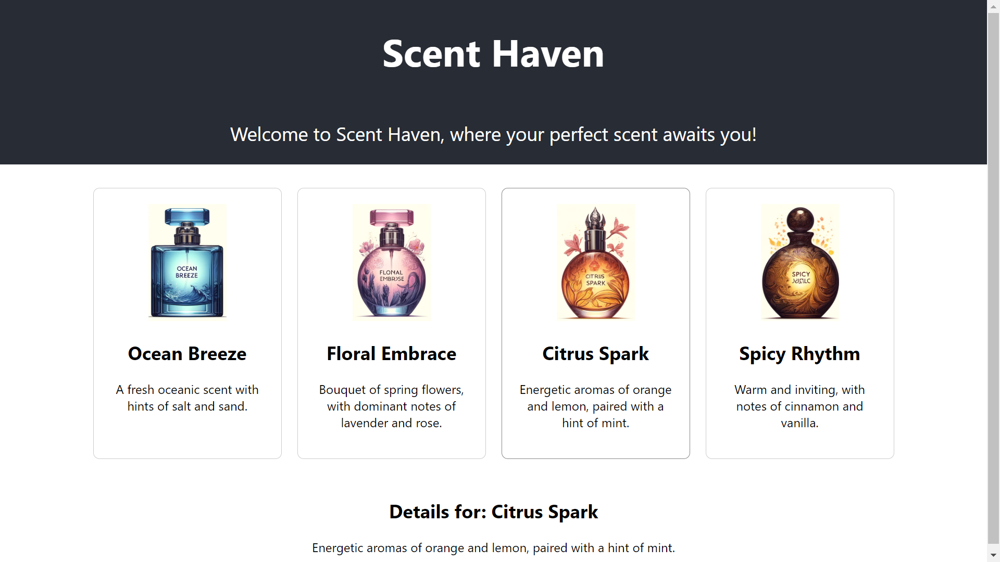 Scent Haven
Welcome to Scent Haven, where your perfect scent awaits you!
OCEAN
BREEZE
FLONAL
CITRUS
SPARK
SPICY
Ocean Breeze
Floral Embrace
Citrus Spark
Spicy Rhythm
A fresh oceanic scent with
hints of salt and sand.
Bouquet of spring flowers,
with dominant notes of
lavender and rose.
Energetic aromas of orange
and lemon, paired with a
hint of mint.
Warm and inviting, with
notes of cinnamon and
vanilla.
Details for: Citrus Spark
Energetic aromas of orange and lemon, paired with a hint of mint.